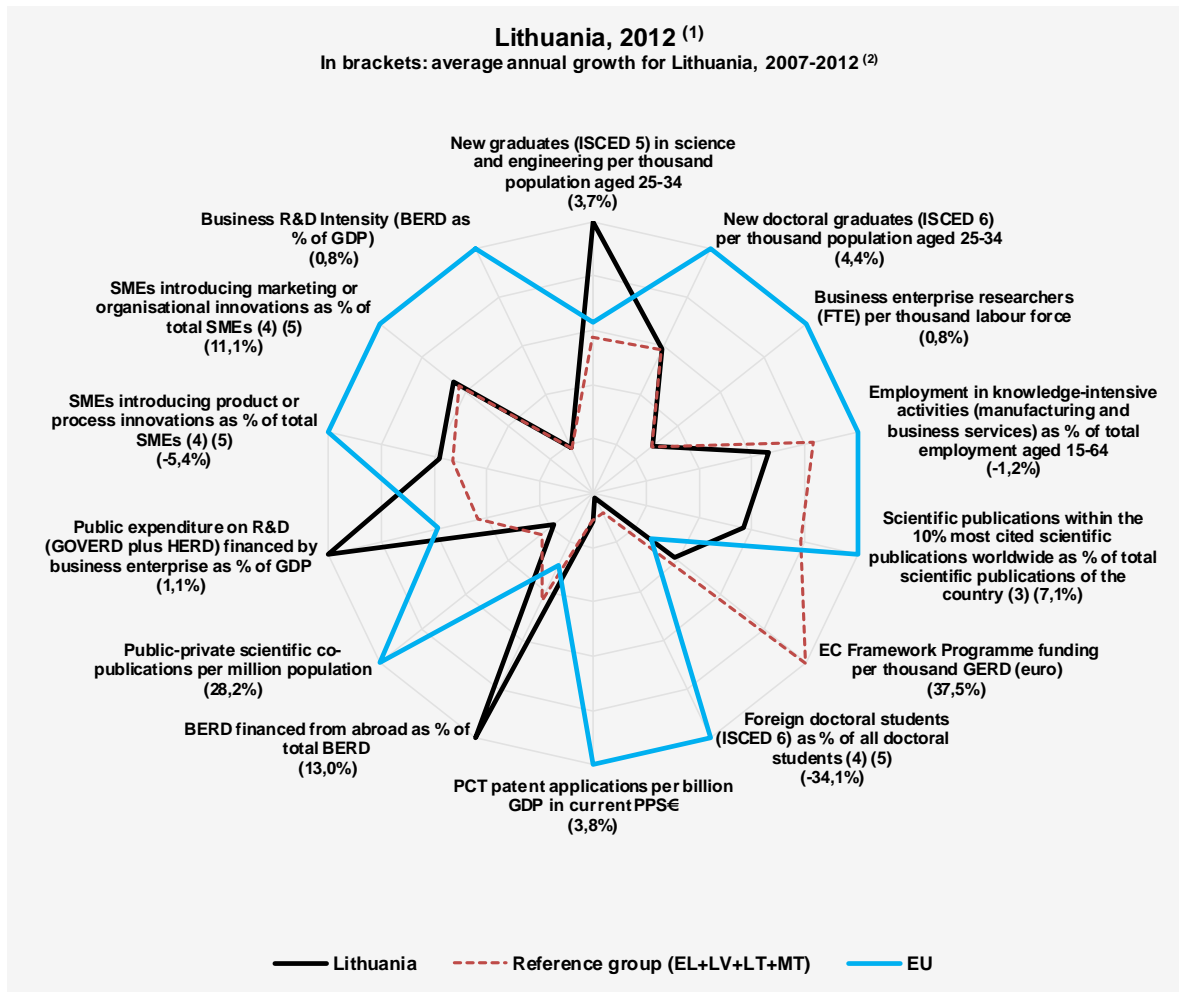 Lithuania, 2012 (1)
In brackets: average annual growth for Lithuania, 2007-2012 (2)
New graduates (ISCED 5) in science
and engineering per thousand
population aged 25-34
(3,7%)
New doctoral graduates (ISCED 6)
per thousand population aged 25-34
(4,4%)
Business enterprise researchers
(FTE) per thousand labour force
(0,8%)
Employment in knowledge-intensive
activities (manufacturing and
business services) as % of total
employment aged 15-64
(-1,2%)
Scientific publications within the
10% most cited scientific
publications worldwide as % of total
scientific publications of the
country (3) (7,1%)
EC Framework Programme funding
per thousand GERD (euro)
(37,5%)
Foreign doctoral students
(ISCED 6) as % of all doctoral
students (4) (5)
(-34,1%)
PCT patent applications per billion
GDP in current PPS€
(3,8%)
BERD financed from abroad as % of
total BERD
(13,0%)
Public-private scientific co-
publications per million population
(28,2%)
Public expenditure on R&D
(GOVERD plus HERD) financed by
business enterprise as % of GDP
(1,1%)
SMEs introducing product or
process innovations as % of total
SMEs (4) (5)
(-5,4%)
SMEs introducing marketing or
organisational innovations as % of
total SMEs (4) (5)
(11,1%)
Business R&D Intensity (BERD as
% of GDP)
(0,8%)
Lithuania
Reference group (EL+LV+LT+MT)
EU